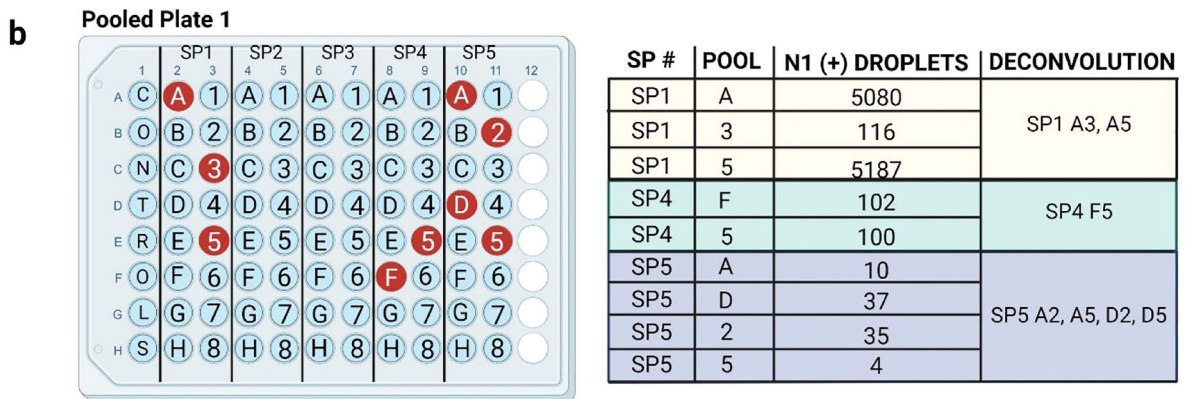 b
Pooled Plate 1
SP1 SP2 SP3 SP4 SP5
1 2 3 4 5 6 7 8 9 10 11 12
A C A 1 A 1 A 1 A 1 A 1
B O B 2 B 2 B 2 B 2 B 2
C N C 3 C 3 C 3 C 3 C 3
D T D 4 D 4 D 4 D 4 D 4
E R E 5 E 5 E 5 E 5 E 5
F O F 6 F 6 F 6 F 6 F 6
G L G 7 G 7 G 7 G 7 G 7
H S H 8 H 8 H 8 H 8 H 8
SP # POOL N1 (+) DROPLETS DECONVOLUTION
SP1 A 5080
SP1 3 116
SP1 A3, A5
SP1 5 5187
SP4 F 102
SP4 F5
SP4 5 100
SP5 A 10
SP5 D 37
SP5 A2, A5, D2, D5
SP5 2 35
SP5 5 4